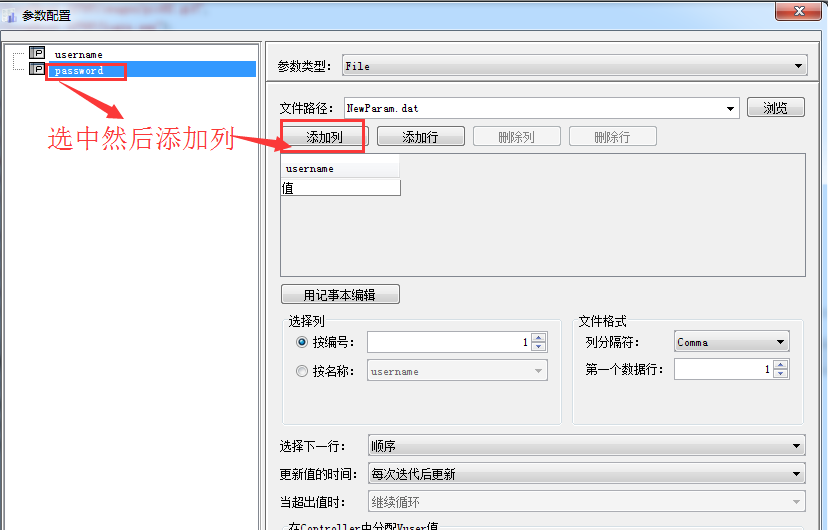 参数配置
username
password
选中然后添加列
参数类型: File
文件路径: NewParam.dat 浏览
添加列 添加行 删除列 删除行
username
值
用记事本编辑
选择列
按编号: 1
按名称: username
文件格式
列分隔符: Comma
第一个数据行: 1
选择下一行: 顺序
更新值的时间: 每次迭代后更新
当超出值时: 继续循环
在Controller中分配Vuser值